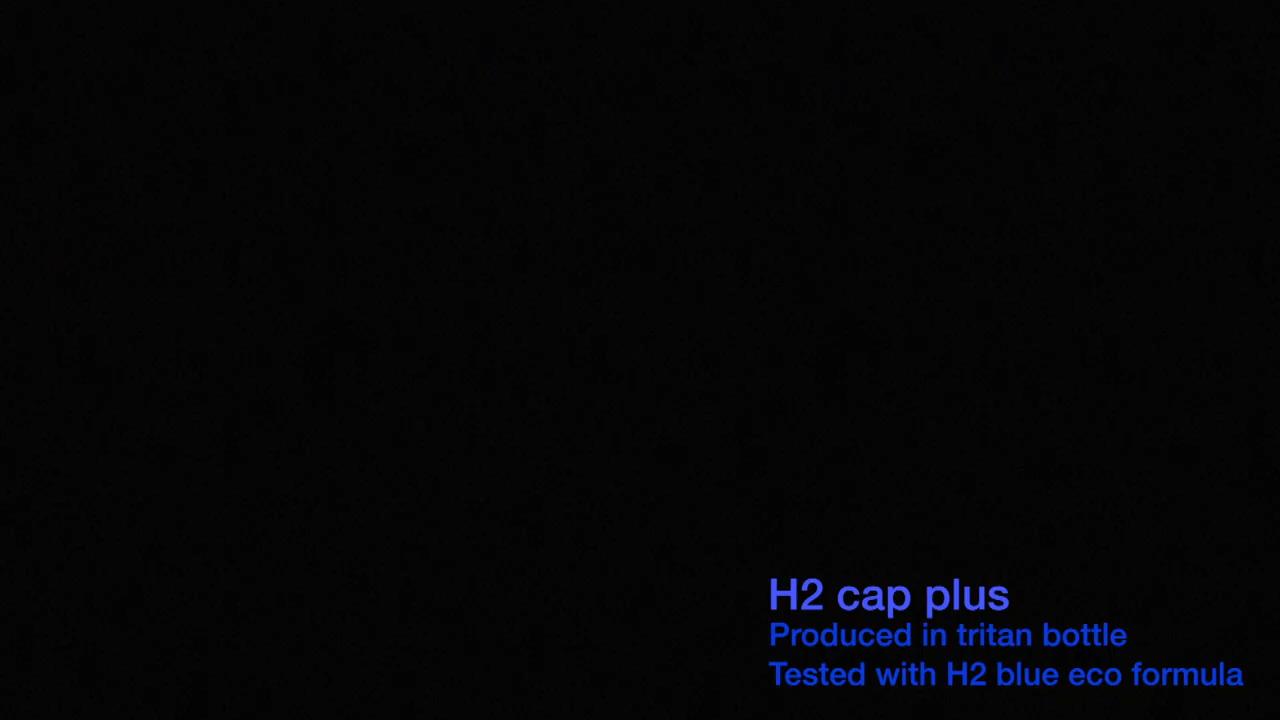 H2 cap plus
Produced in tritan bottle
Tested with H2 blue eco formula